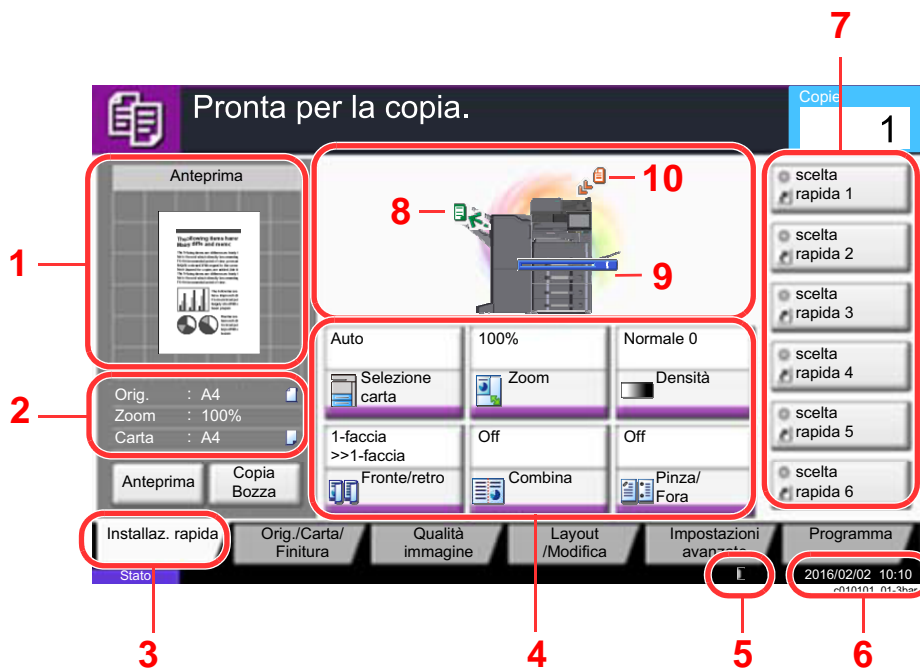 7
Pronta per la copia.
Copie
1
Anteprima
10
8
9
1
scelta
rapida 1
scelta
rapida 2
scelta
rapida 3
scelta
rapida 4
scelta
rapida 5
scelta
rapida 6
2
Orig. : A4
Zoom : 100%
Carta : A4
Anteprima
Copia
Bozza
Auto
Selezione
carta
100%
Zoom
Normale 0
Densità
1-faccia
>>1-faccia
Fronte/retro
Off
Combina
Off
Pinza/
Fora
Installaz. rapida
Orig./Carta/
Finitura
Qualità
immagine
Layout
/Modifica
Impostazioni
avanzate
Programma
Stato
2016/02/02 10:10
c010101_01-3bar
3
4
5
6